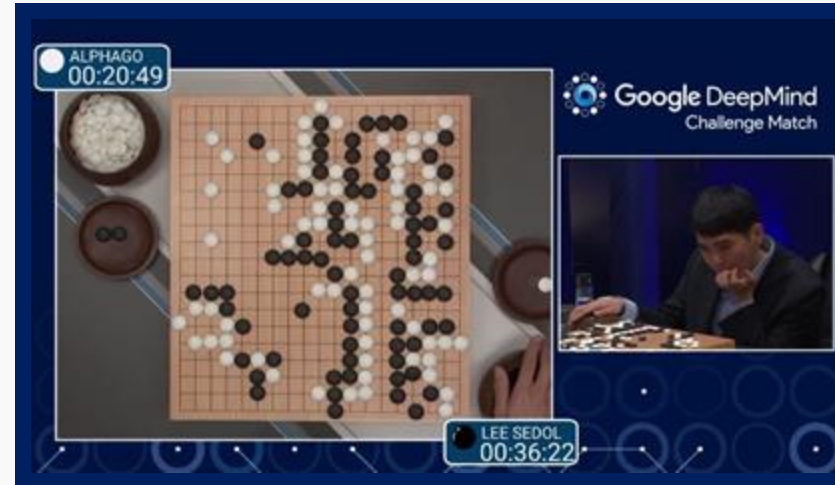 ALPHAGO
00:20:49
Google DeepMind
Challenge Match
LEE SEDOL
00:36:22